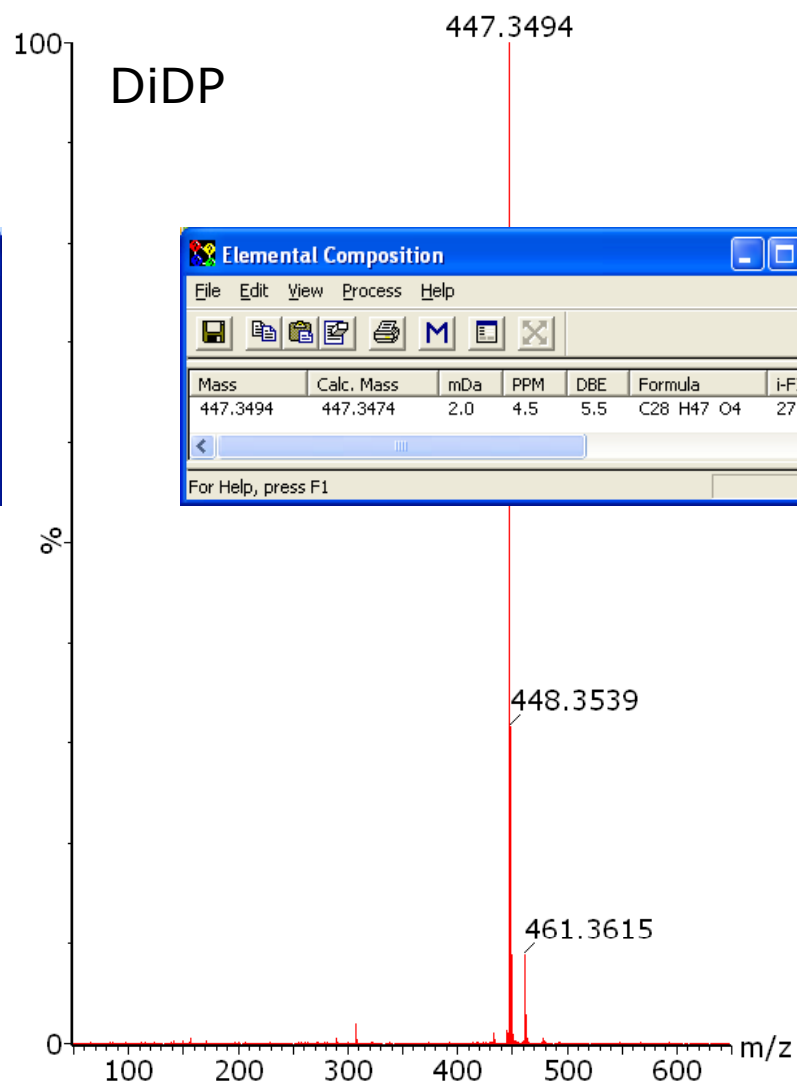 447.3494
100
DiDP
Elemental Composition
File Edit View Process Help
M
Mass Calc. Mass mDa PPM DBE Formula
447.3494 447.3474 2.0 4.5 5.5 C28 H47 O4 27
For Help, press F1
%
448.3539
461.3615
0
m/z
100 200 300 400 500 600